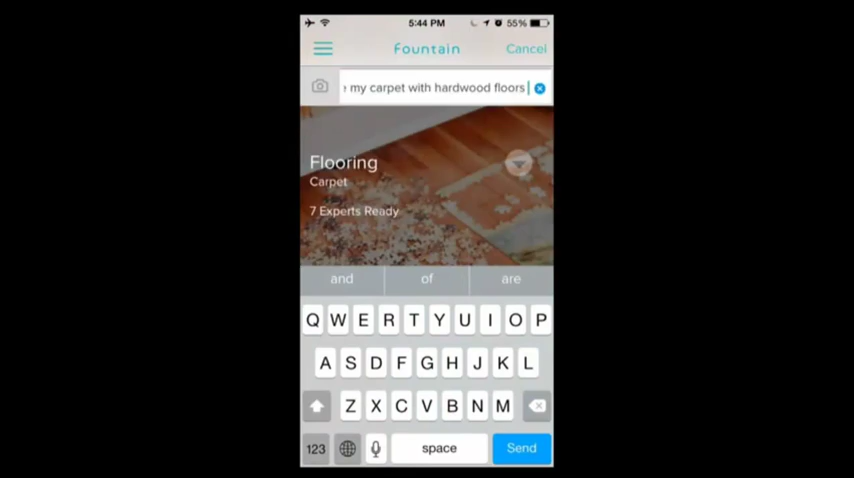 5:44 PM
55%
Fountain
Cancel
my carpet with hardwood floors
Flooring
Carpet
7 Experts Ready
and of are
Q W E R T Y U I O P
A S D F G H J K L
Z X C V B N M
123 space Send